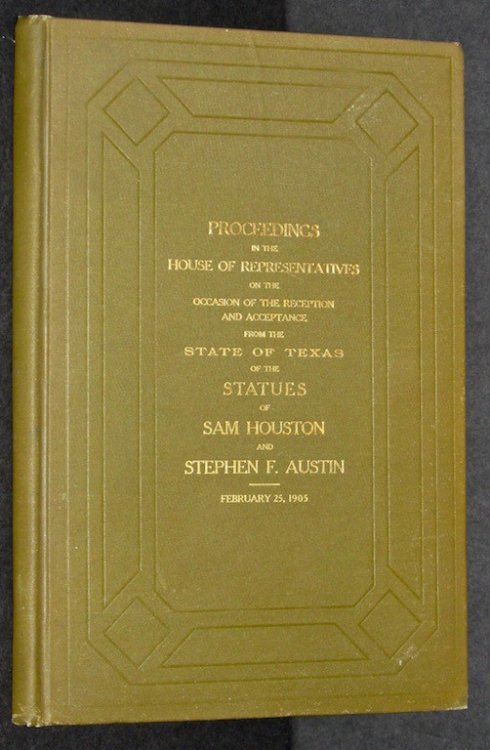 PROCEEDINGS
IN THE
HOUSE OF REPRESENTATIVES
ON THE
OCCASION OF THE RECEPTION
AND ACCEPTANCE
FROM THE
STATE OF TEXAS
OF THE
STATUES
OF
SAM HOUSTON
AND
STEPHEN F. AUSTIN
FEBRUARY 25, 1905